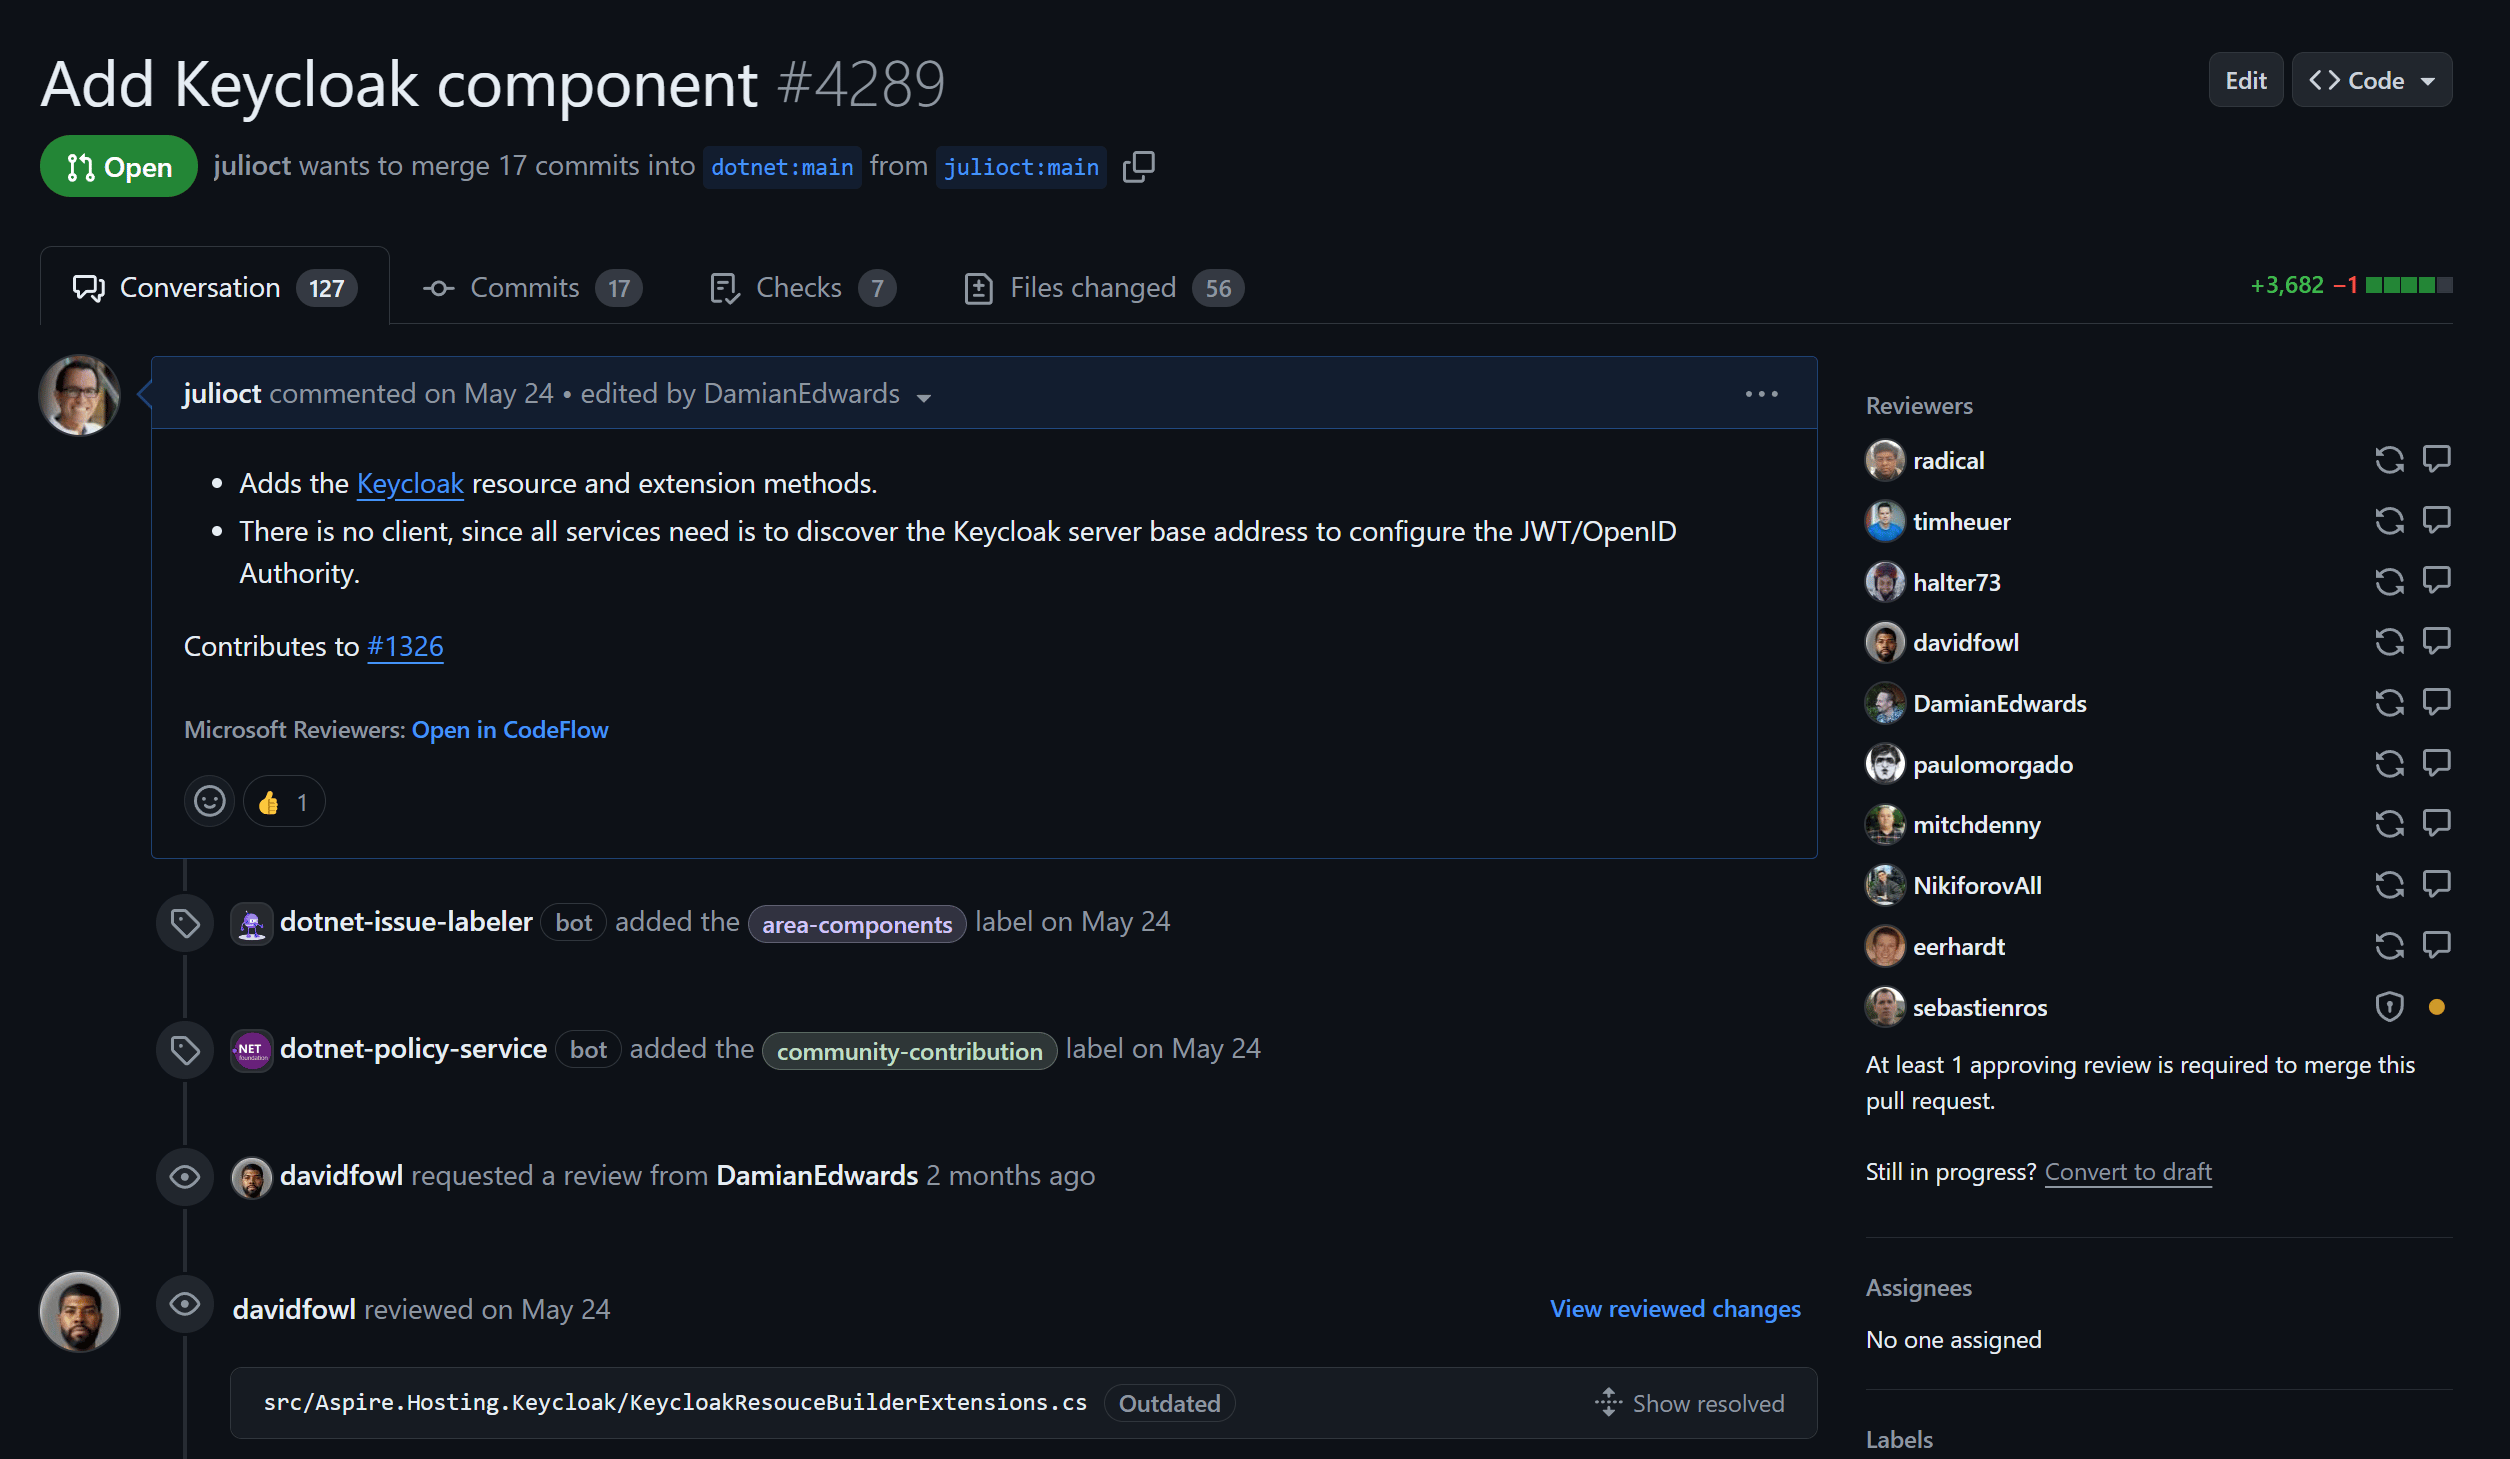 Add Keycloak component #4289
Edit
Code
Open
julioct wants to merge 17 commits into dotnet:main from julioct:main
Conversation 127
Commits 17
Checks 7
Files changed 56
+3,682 −1
julioct commented on May 24 • edited by DamianEdwards
Adds the Keycloak resource and extension methods.
There is no client, since all services need is to discover the Keycloak server base address to configure the JWT/OpenID
Authority.
Contributes to #1326
Microsoft Reviewers: Open in CodeFlow
👍 1
dotnet-issue-labeler bot added the area-components label on May 24
.NET
foundation
dotnet-policy-service bot added the community-contribution label on May 24
davidfowl requested a review from DamianEdwards 2 months ago
davidfowl reviewed on May 24
View reviewed changes
src/Aspire.Hosting.Keycloak/KeycloakResouceBuilderExtensions.cs Outdated
Show resolved
Reviewers
radical
timheuer
halter73
davidfowl
DamianEdwards
paulomorgado
mitchdenny
NikiforovAll
eerhardt
sebastienros
At least 1 approving review is required to merge this
pull request.
Still in progress? Convert to draft
Assignees
No one assigned
Labels